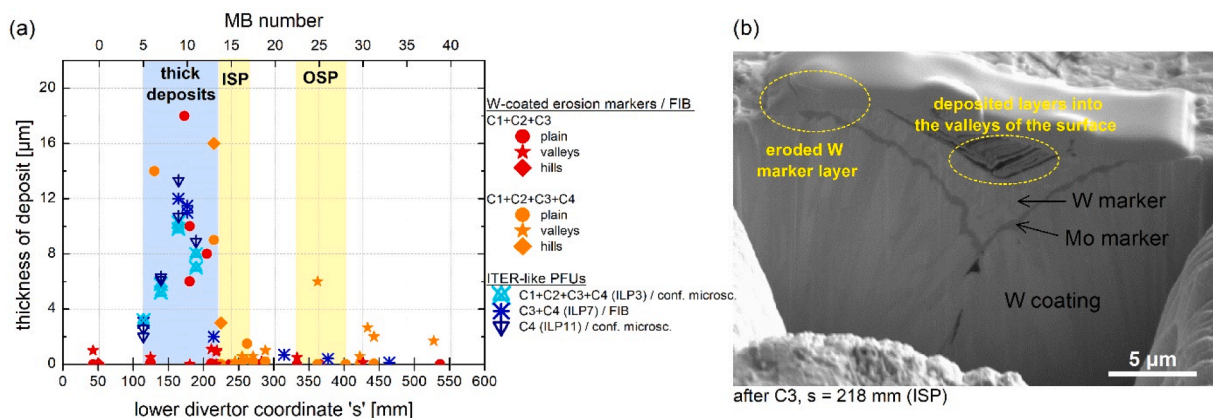 (a)
MB number
0 5 10 15 20 25 30 35 40
thick
deposits
ISP
OSP
20
16
12
8
4
0
thickness of deposit [µm]
0 50 100 150 200 250 300 350 400 450 500 550 600
lower divertor coordinate 's' [mm]
W-coated erosion markers / FIB
C1+C2+C3
plain
valleys
hills
C1+C2+C3+C4
plain
valleys
hills
ITER-like PFUs
C1+C2+C3+C4 (ILP3) / conf. microsc.
C3+C4 (ILP7) / FIB
C4 (ILP11) / conf. microsc.
(b)
deposited layers into
the valleys of the surface
eroded W
marker layer
W marker
Mo marker
W coating
5 µm
after C3, s = 218 mm (ISP)